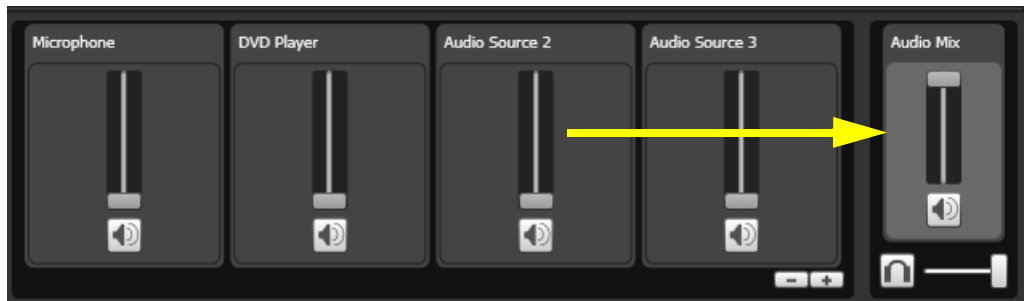 Microphone
DVD Player
Audio Source 2
Audio Source 3
Audio Mix
- +